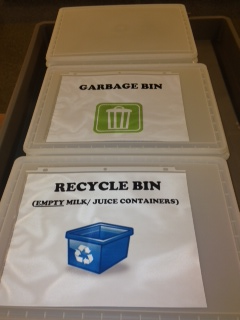 GARBAGE BIN
RECYCLE BIN
(EMPTY MILK/ JUICE CONTAINERS)